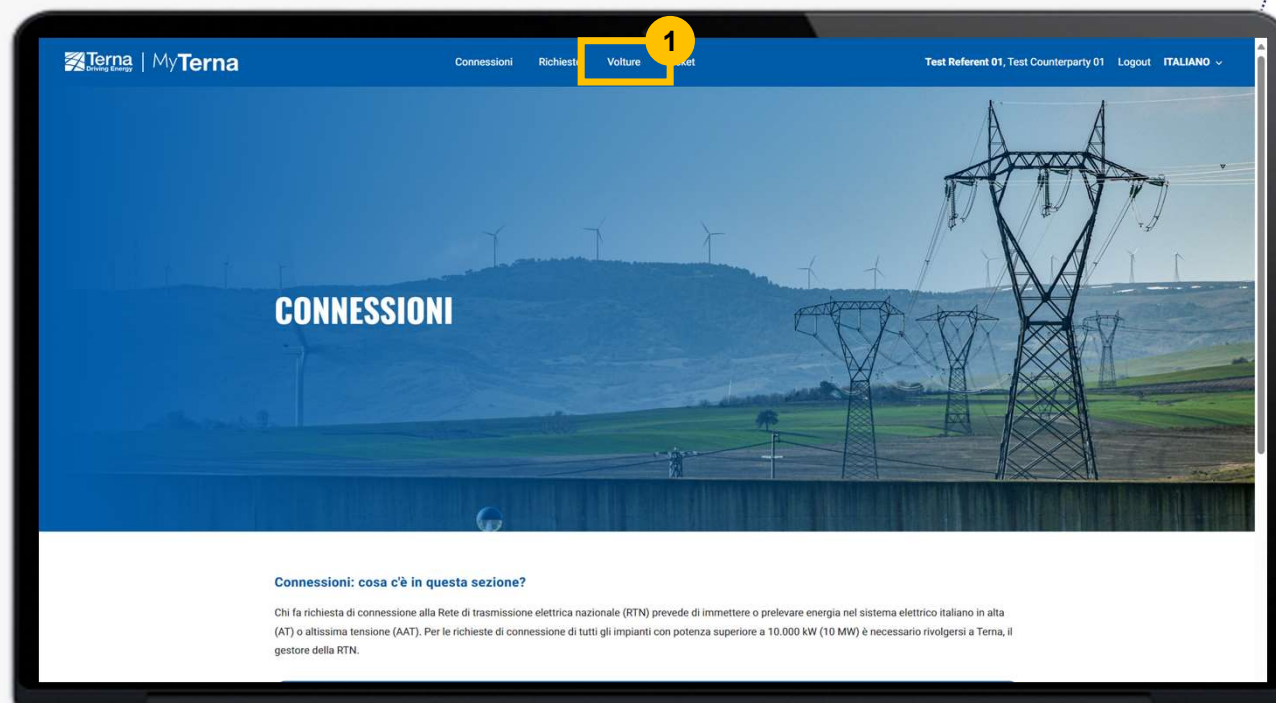 1
Terna
Driving Energy
MyTerna
Connessioni
Volture
Test Referent 01, Test Counterparty 01
Logout
ITALIANO
CONNESSIONI
Connessioni: cosa c'è in questa sezione?
Chi fa richiesta di connessione alla Rete di trasmissione elettrica nazionale (RTN) prevede di immettere o prelevare energia nel sistema elettrico italiano in alta
(AT) o altissima tensione (AAT). Per le richieste di connessione di tutti gli impianti con potenza superiore a 10.000 kW (10 MW) è necessario rivolgersi a Terna, il
gestore della RTN.